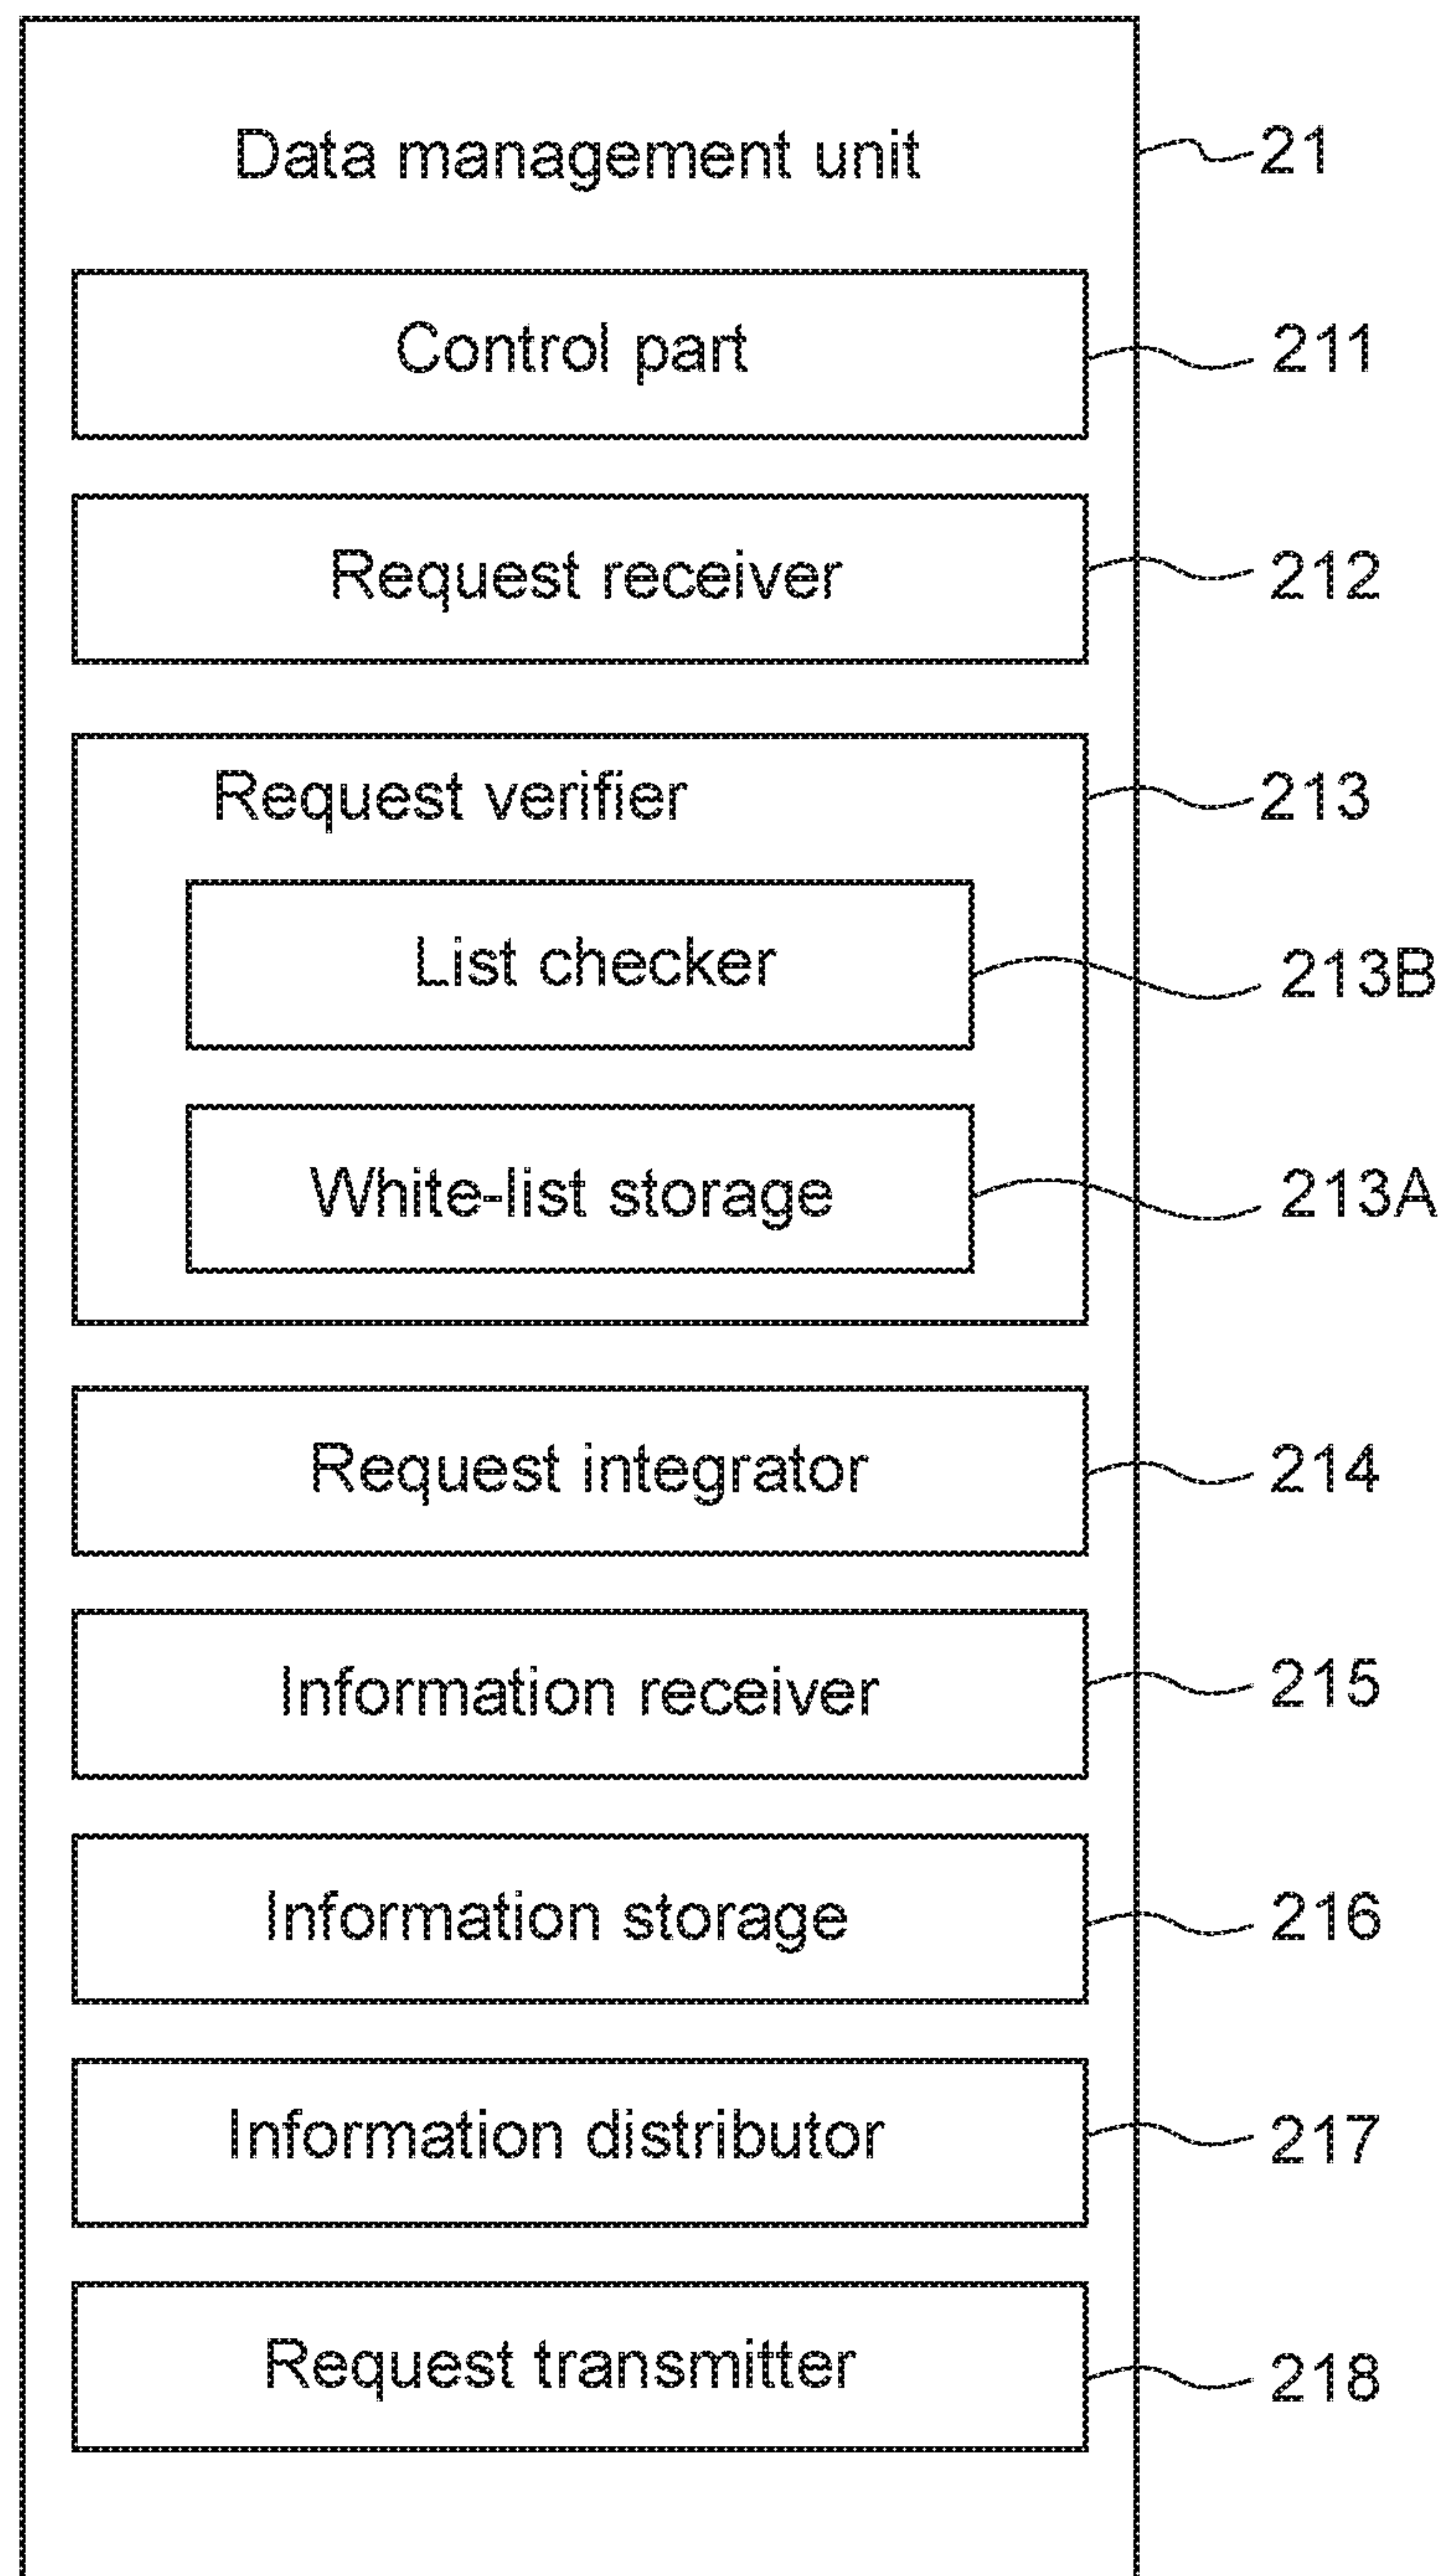 Data management unit 21
Control part 211
Request receiver 212
Request verifier 213
List checker 213B
White-list storage 213A
Request integrator 214
Information receiver 215
Information storage 216
Information distributor 217
Request transmitter 218